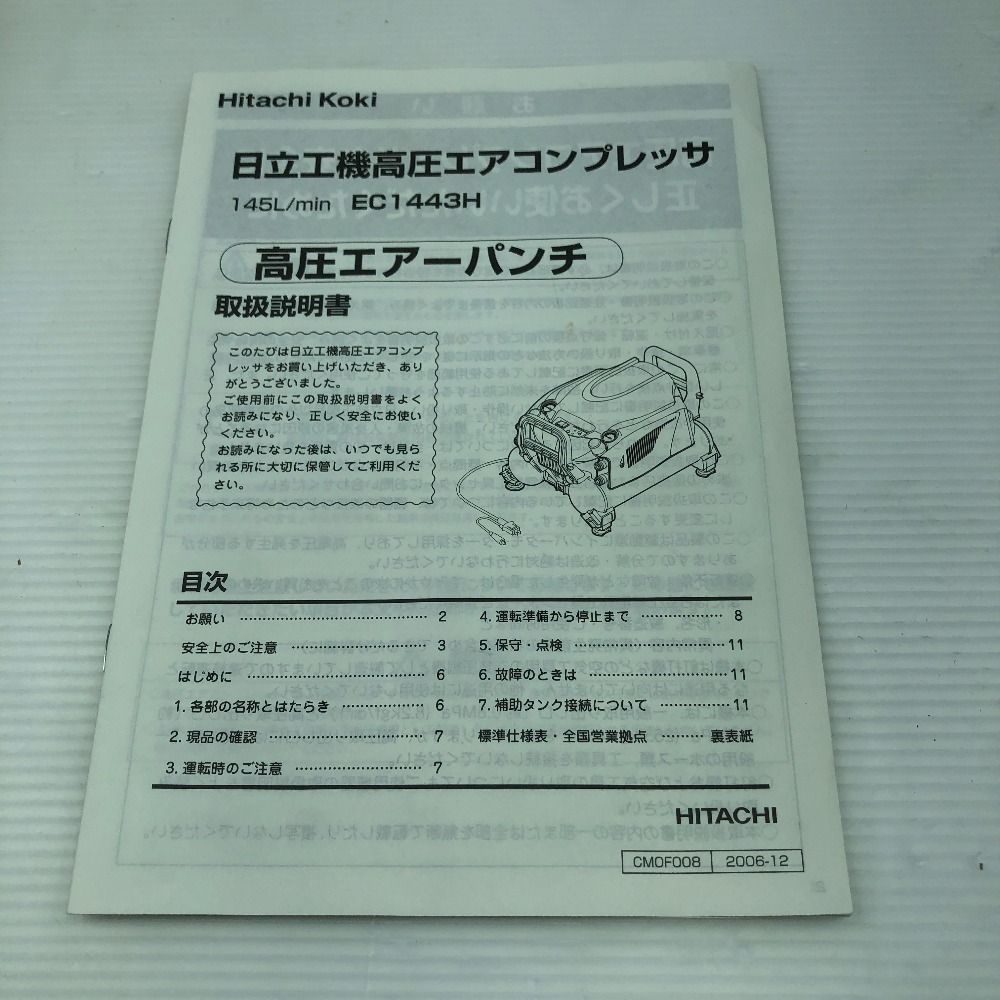 Hitachi Koki
日立工機高圧エアコンプレッサ
145L/min EC1443H
高圧エアーパンチ
取扱説明書
このたびは日立工機高圧エアコンプ
レッサをお買い上げいただき、あり
がとうございました。
ご使用前にこの取扱説明書をよく
お読みになり、正しく安全にお使い
ください。
お読みになった後は、いつでも見ら
れる所に大切に保管してご利用くだ
さい。
目次
お願い ……………………………… 2
安全上のご注意 ……………………… 3
はじめに ……………………………… 6
1. 各部の名称とはたらき ……………… 6
2. 現品の確認 ………………………… 7
3. 運転時のご注意 …………………… 7
4. 運転準備から停止まで …………… 8
5. 保守・点検 ……………………… 11
6. 故障のときは …………………… 11
7. 補助タンク接続について ………… 11
標準仕様表・全国営業拠点 ……… 裏表紙
HITACHI
CM0F008 2006-12